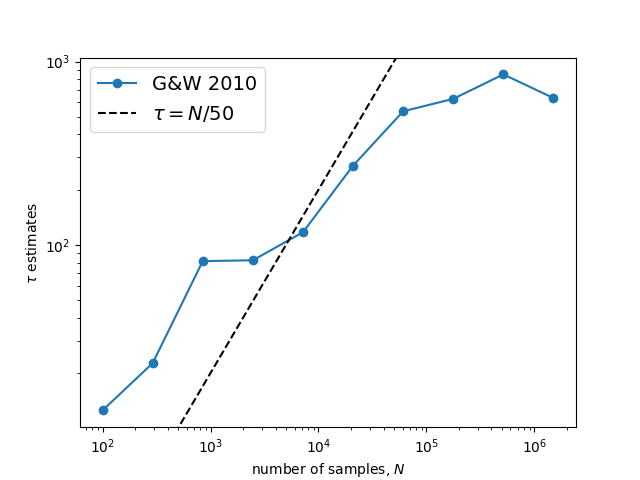 G&W 2010
τ = N/50
10³
10²
τ estimates
10² 10³ 10⁴ 10⁵ 10⁶
number of samples, N